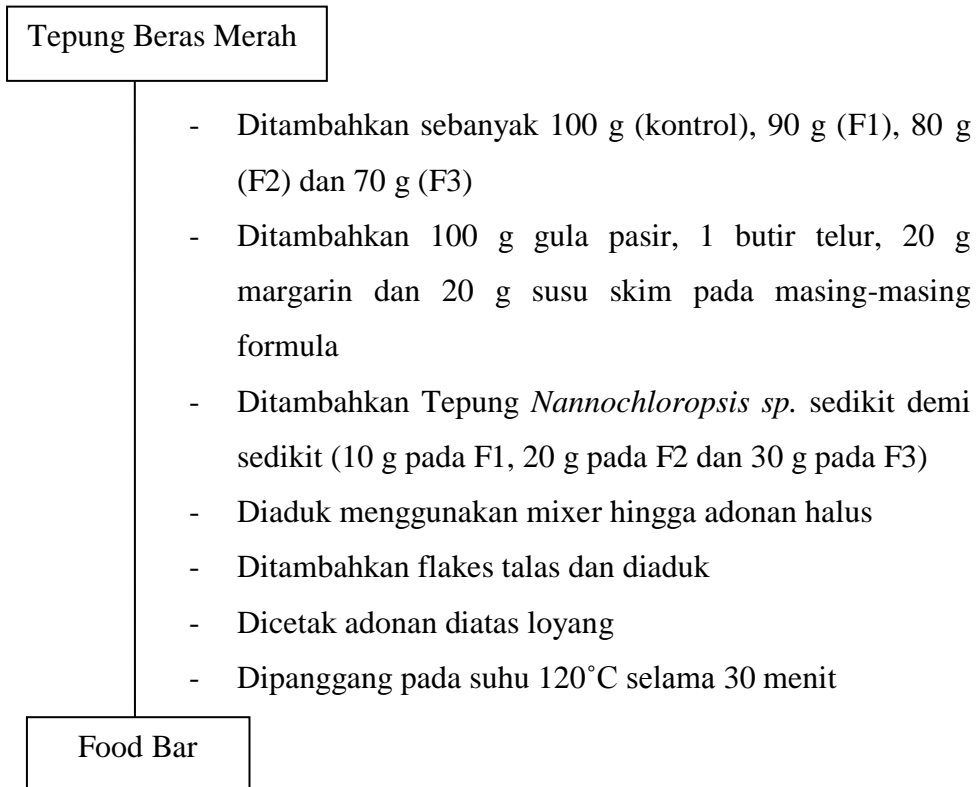 Tepung Beras Merah
- Ditambahkan sebanyak 100 g (kontrol), 90 g (F1), 80 g
(F2) dan 70 g (F3)
- Ditambahkan 100 g gula pasir, 1 butir telur, 20 g
margarin dan 20 g susu skim pada masing-masing
formula
- Ditambahkan Tepung Nannochloropsis sp. sedikit demi
sedikit (10 g pada F1, 20 g pada F2 dan 30 g pada F3)
- Diaduk menggunakan mixer hingga adonan halus
- Ditambahkan flakes talas dan diaduk
- Dicetak adonan diatas loyang
- Dipanggang pada suhu 120˚C selama 30 menit
Food Bar